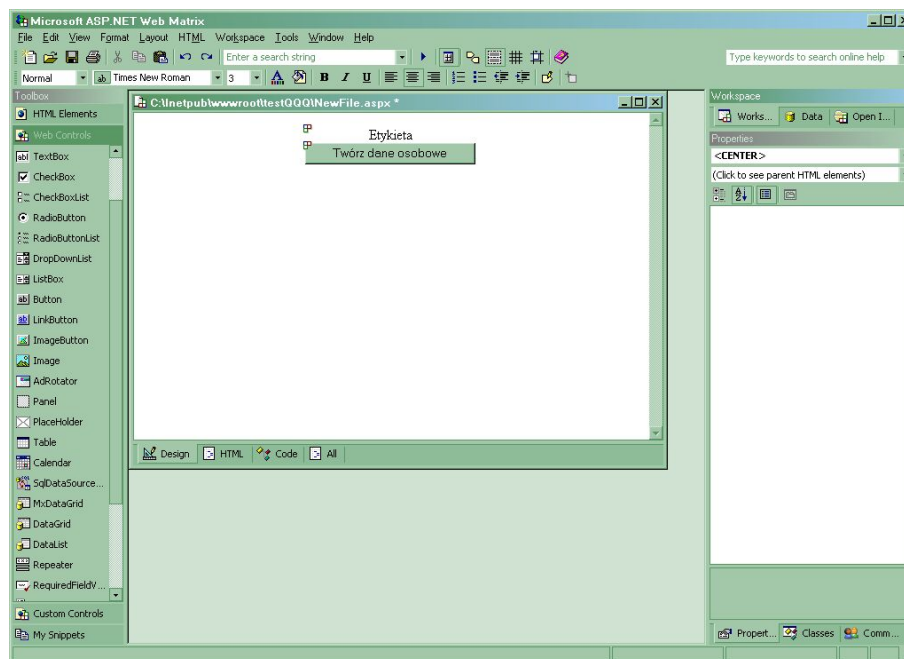 Microsoft ASP.NET Web Matrix
File Edit View Format Layout HTML Workspace Tools Window Help
Enter a search string
Type keywords to search online help
Normal ab Times New Roman 3 A B I U
Toolbox
HTML Elements
Web Controls
TextBox
CheckBox
CheckBoxList
RadioButton
RadioButtonList
DropDownList
ListBox
Button
LinkButton
ImageButton
Image
AdRotator
Panel
PlaceHolder
Table
Calendar
SqlDataSource...
MxDataGrid
DataGrid
DataList
Repeater
RequiredFieldV...
Custom Controls
My Snippets
C:\Inetpub\wwwroot\testQQQ\NewFile.aspx *
Etykieta
Twórz dane osobowe
Design HTML Code All
Workspace
Works... Data Open I...
Properties
<CENTER>
(Click to see parent HTML elements)
Propert... Classes Comm...